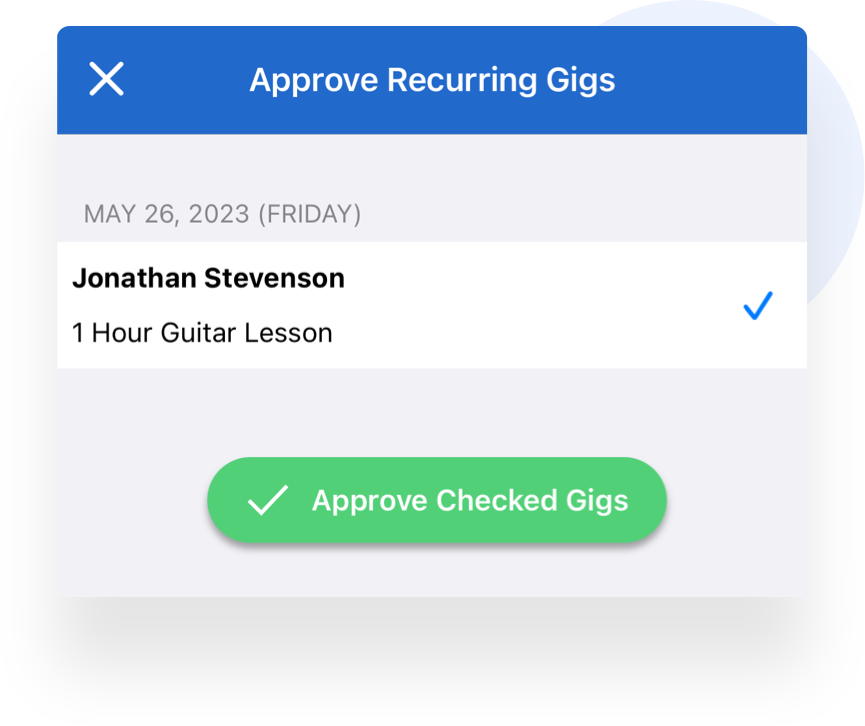 Approve Recurring Gigs
MAY 26, 2023 (FRIDAY)
Jonathan Stevenson
1 Hour Guitar Lesson
Approve Checked Gigs